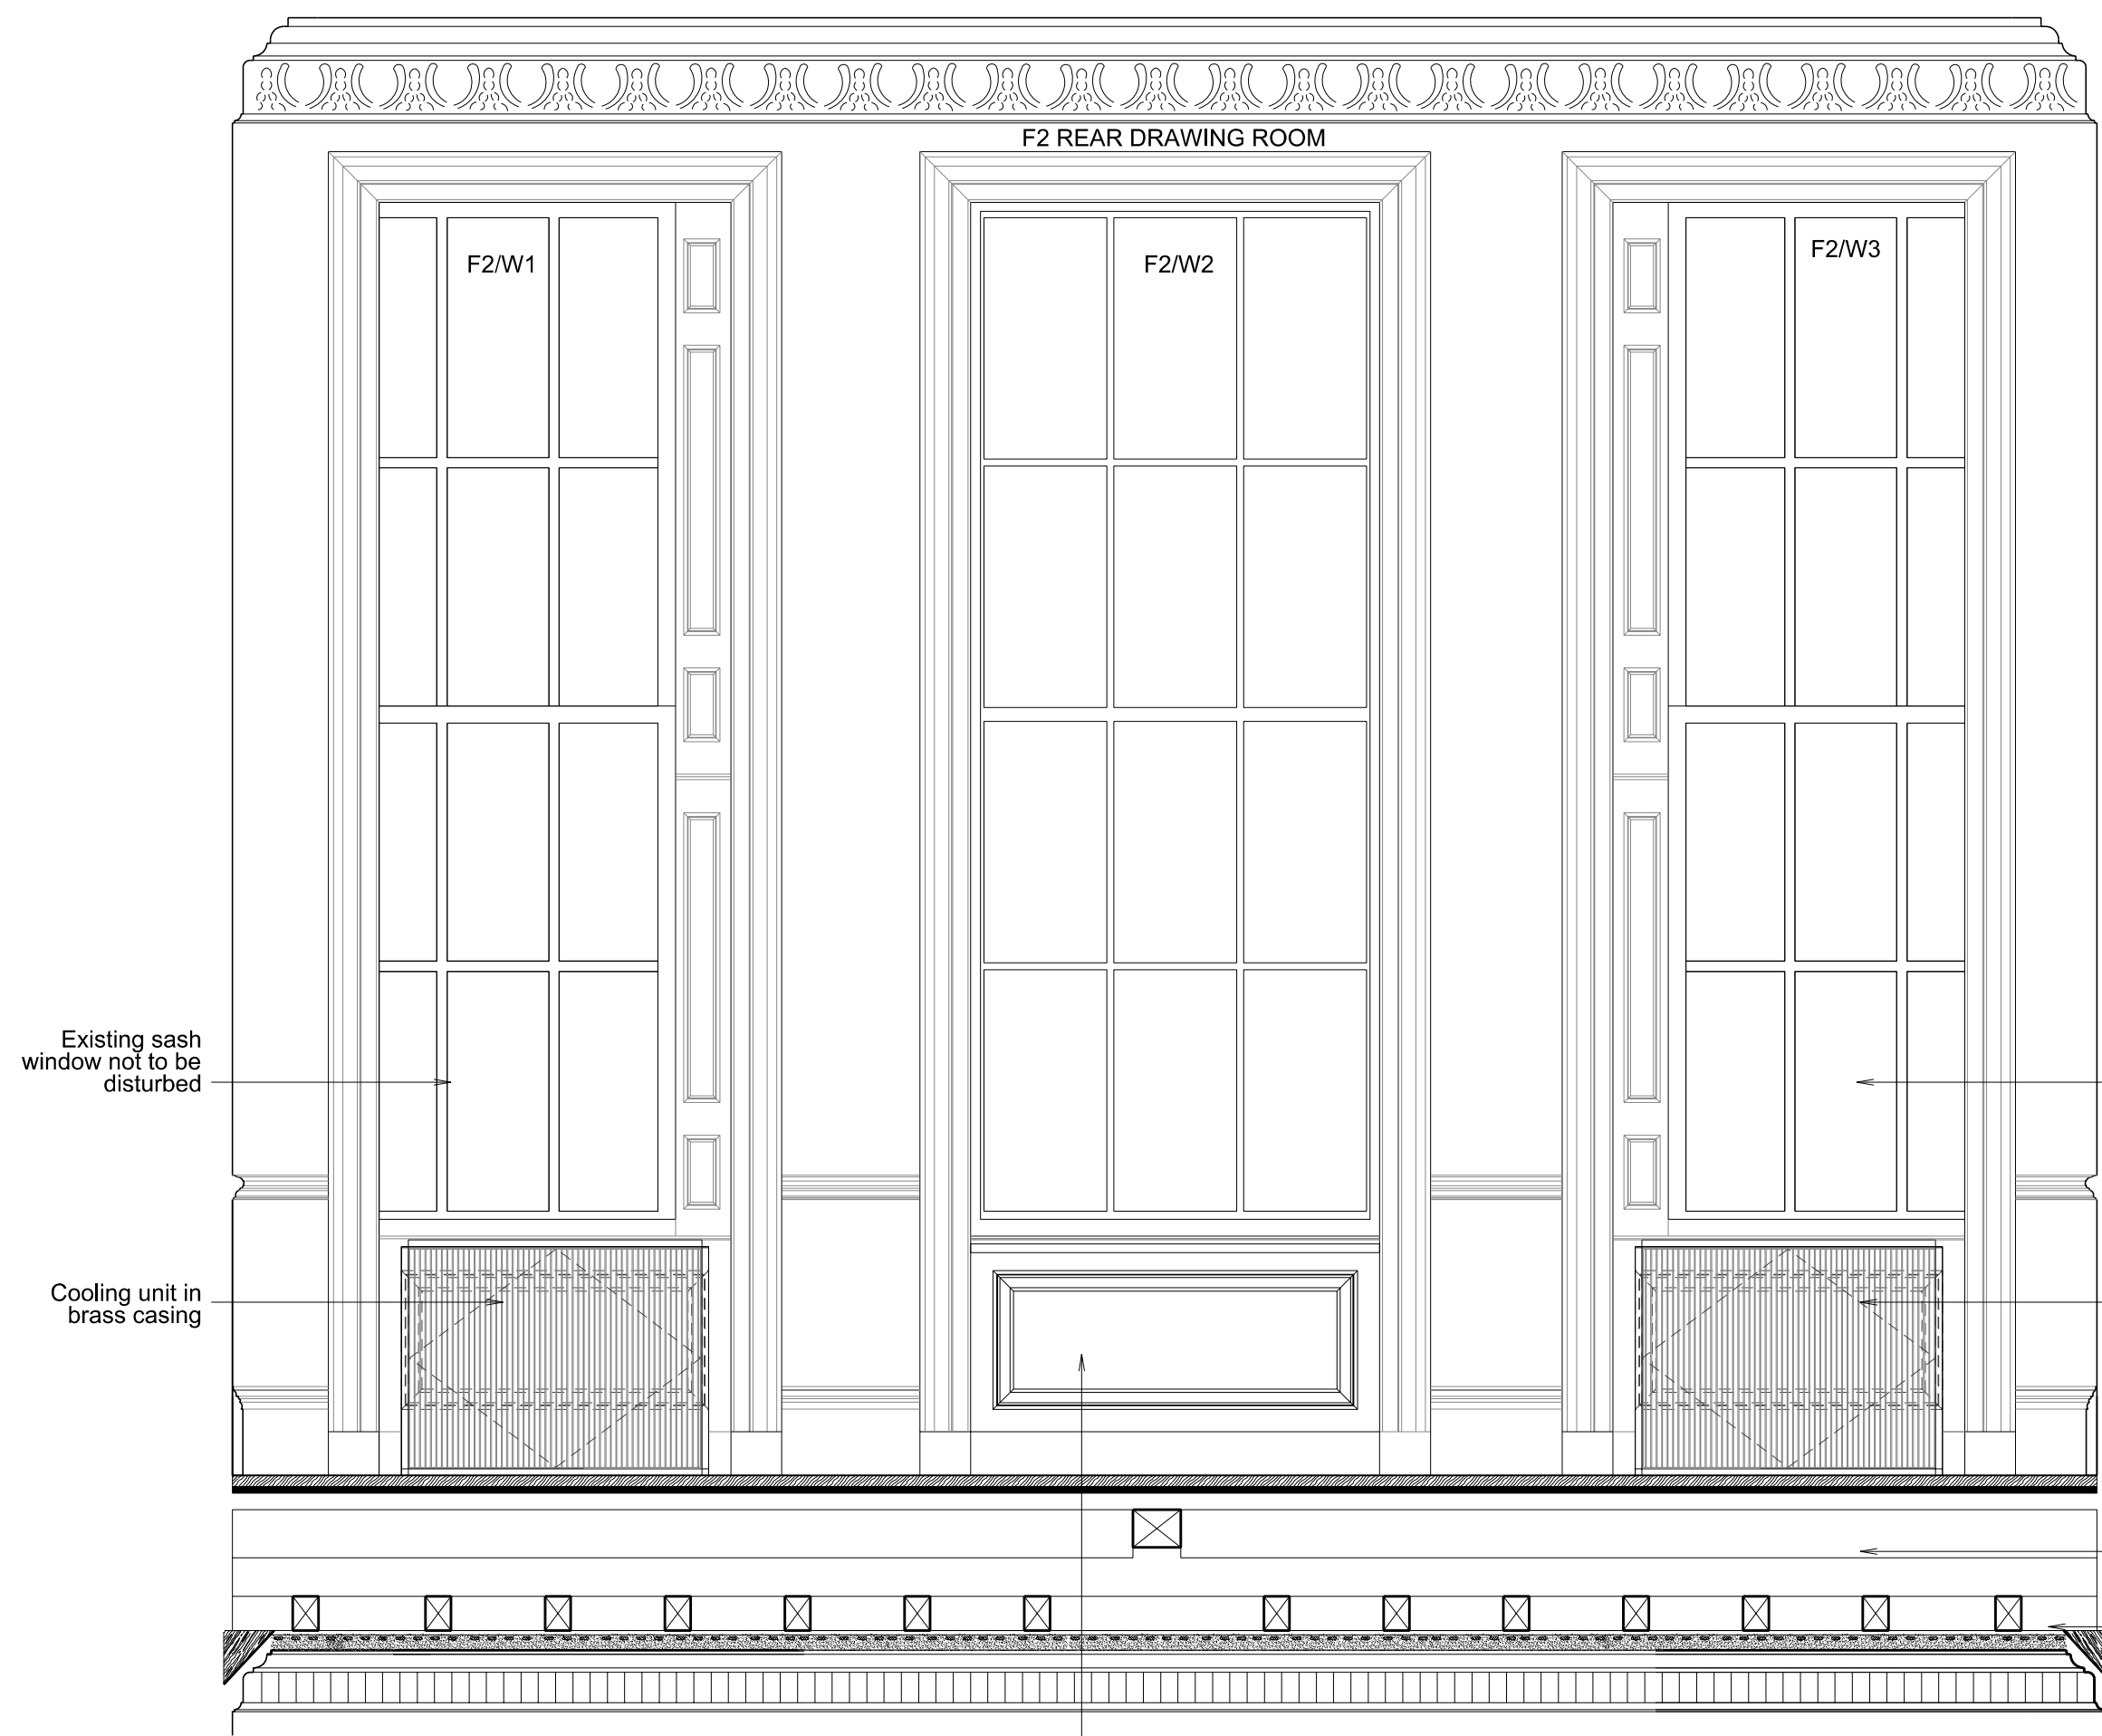 F2 REAR DRAWING ROOM
F2/W1
F2/W2
F2/W3
Existing sash
window not to be
disturbed
Cooling unit in
brass casing